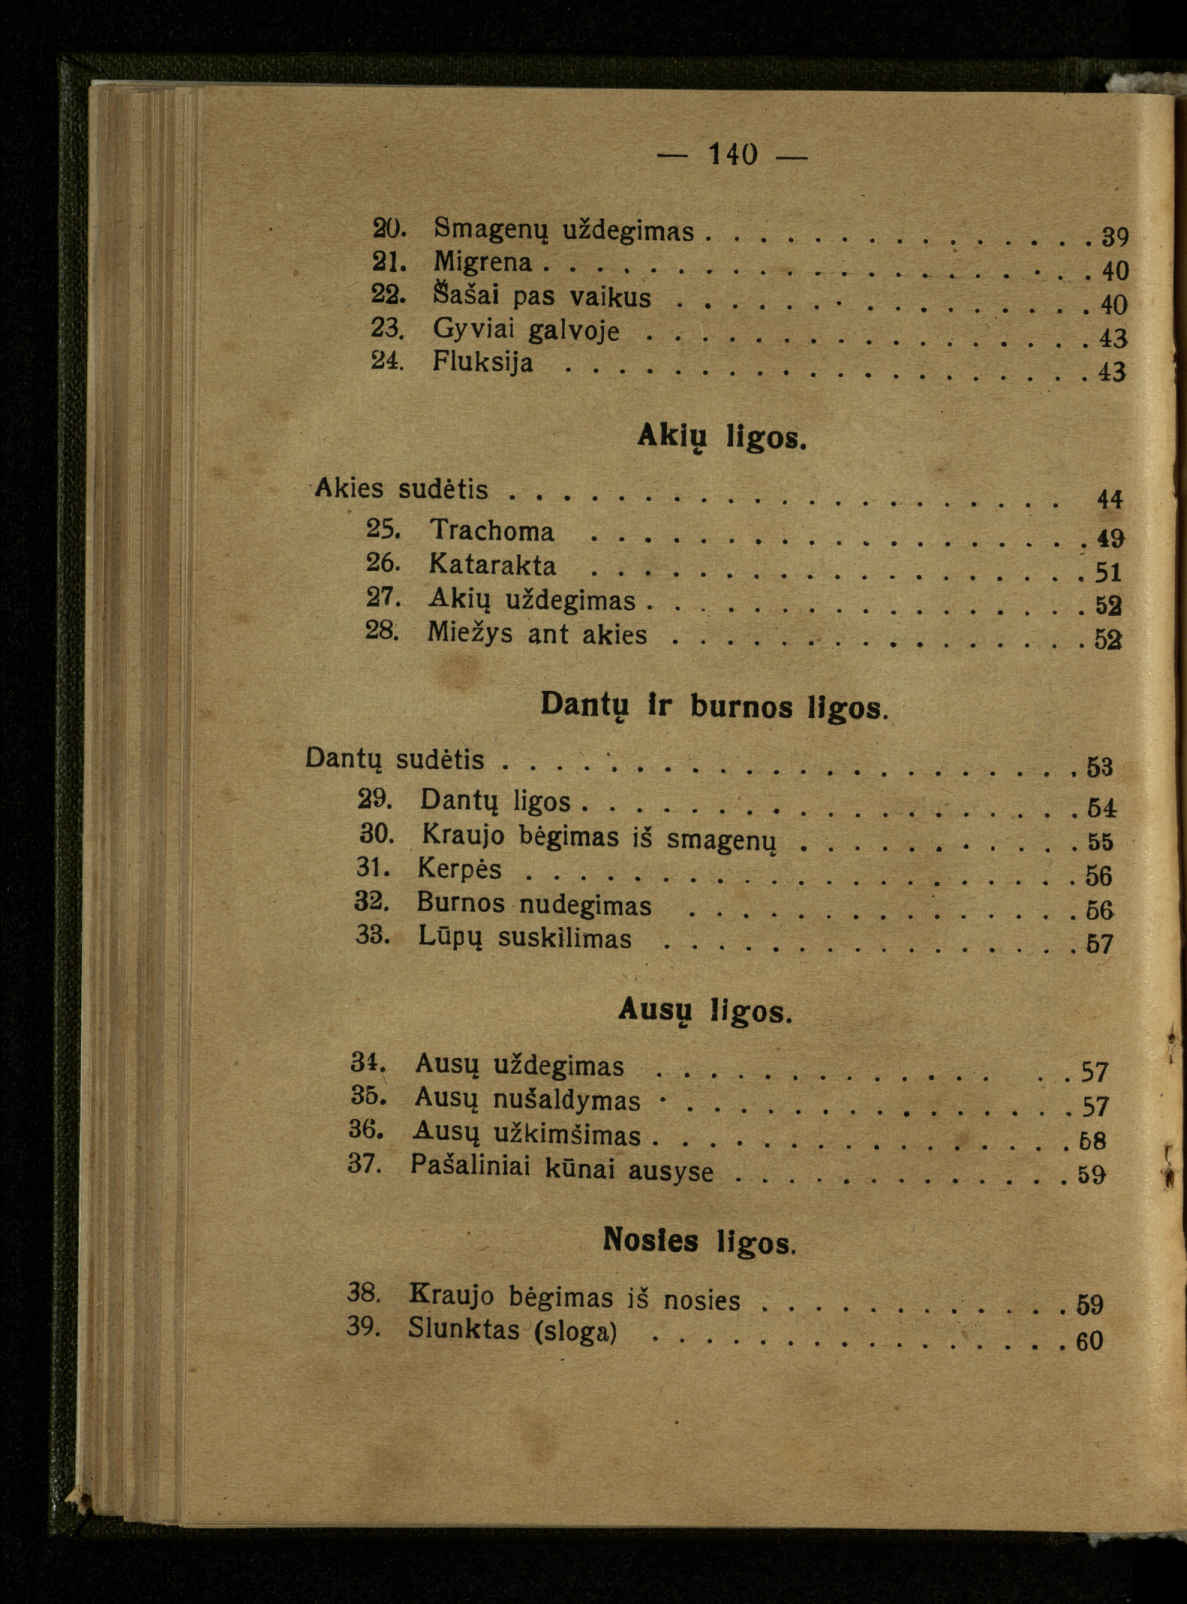 — 140 —
20. Smagenų uždegimas . . . . . . . . . . . . . . . 39
21. Migrena . . . . . . . . . . . . . . . . . . . . . 40
22. Šašai pas vaikus . . . . . . . . . . . . . . . . 40
23. Gyviai galvoje . . . . . . . . . . . . . . . . . 43
24. Fluksija . . . . . . . . . . . . . . . . . . . . 43
Akių ligos.
Akies sudėtis . . . . . . . . . . . . . . . . . . . . . 44
25. Trachoma . . . . . . . . . . . . . . . . . . . 49
26. Katarakta . . . . . . . . . . . . . . . . . . . 51
27. Akių uždegimas . . . . . . . . . . . . . . . . . 52
28. Miežys ant akies . . . . . . . . . . . . . . . . 52
Dantų ir burnos ligos.
Dantų sudėtis . . . . . . . . . . . . . . . . . . . . . . 53
29. Dantų ligos . . . . . . . . . . . . . . . . . . . 54
30. Kraujo bėgimas iš smagenų . . . . . . . . . . . 55
31. Kerpės . . . . . . . . . . . . . . . . . . . . . 56
32. Burnos nudegimas . . . . . . . . . . . . . . . 56
33. Lūpų suskilimas . . . . . . . . . . . . . . . . 57
Ausų ligos.
34. Ausų uždegimas . . . . . . . . . . . . . . . 57
35. Ausų nušaldymas . . . . . . . . . . . . . . . . 57
36. Ausų užkimšimas . . . . . . . . . . . . . . . . 58
37. Pašaliniai kūnai ausyse . . . . . . . . . . . . . 59
Nosies ligos.
38. Kraujo bėgimas iš nosies . . . . . . . . . . . . 59
39. Slunktas (sloga) . . . . . . . . . . . . . . . . 60